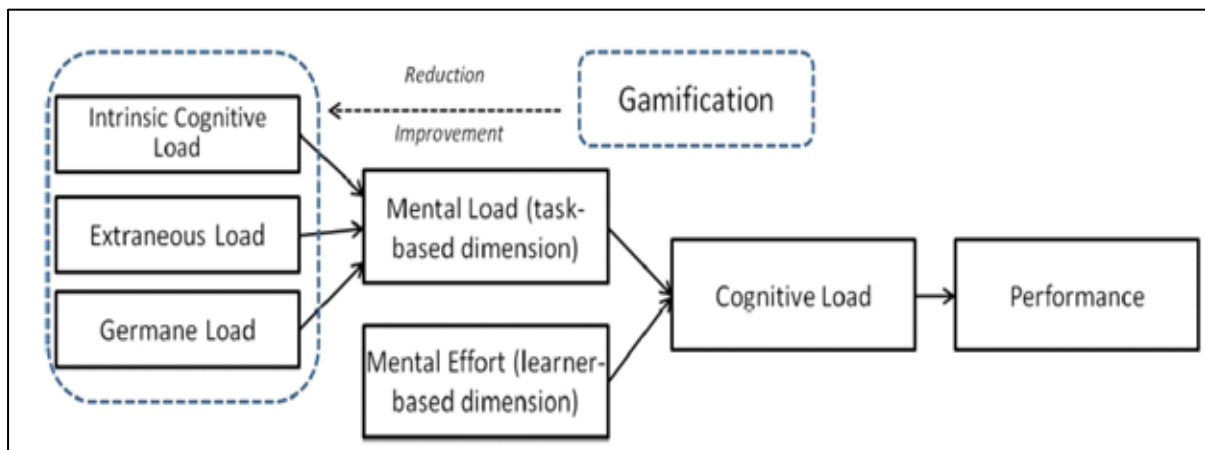 Reduction
Gamification
Improvement
Intrinsic Cognitive
Load
Extraneous Load
Germane Load
Mental Load (task-
based dimension)
Mental Effort (learner-
based dimension)
Cognitive Load
Performance